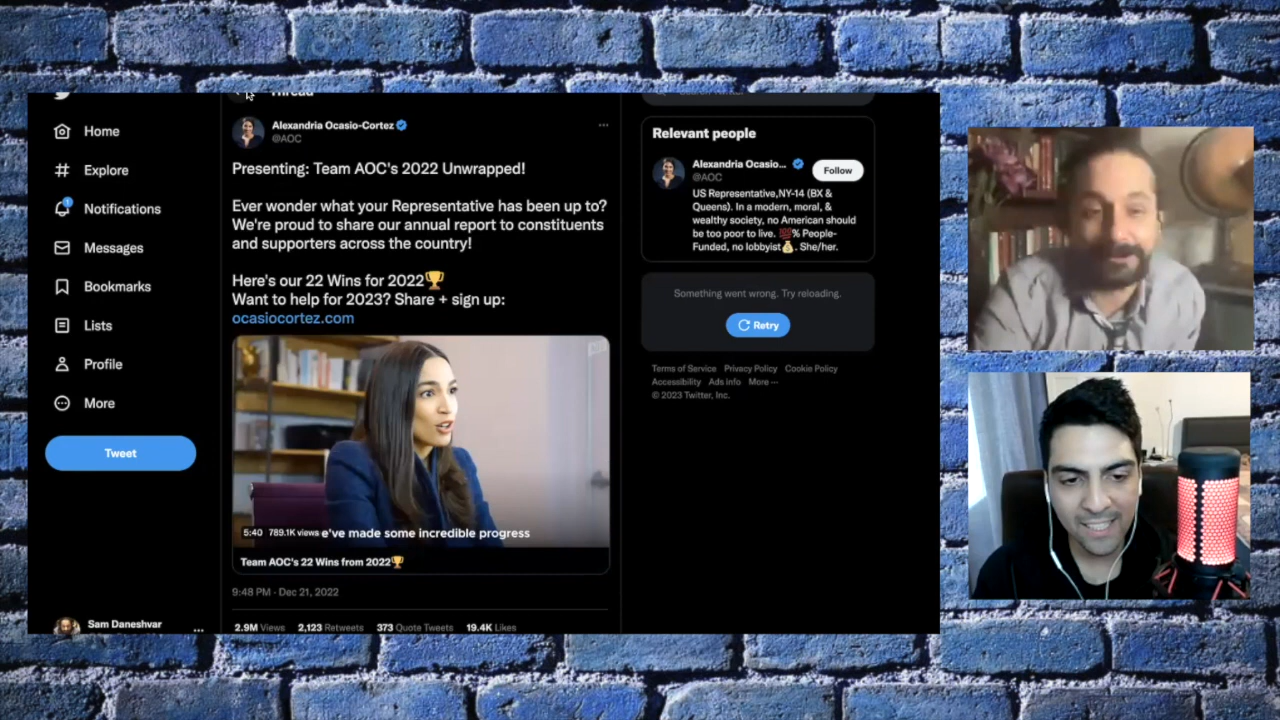 Home
Explore
Notifications
Messages
Bookmarks
Lists
Profile
More
Tweet
Sam Daneshvar
Thread
Alexandria Ocasio-Cortez
@AOC
Presenting: Team AOC's 2022 Unwrapped!
Ever wonder what your Representative has been up to?
We're proud to share our annual report to constituents
and supporters across the country!
Here's our 22 Wins for 2022🏆
Want to help for 2023? Share + sign up:
ocasiocortez.com
5:40 789.1K views e've made some incredible progress
Team AOC's 22 Wins from 2022🏆
9:48 PM · Dec 21, 2022
2.9M Views 2,123 Retweets 373 Quote Tweets 19.4K Likes
Relevant people
Alexandria Ocasio...
@AOC
Follow
US Representative,NY-14 (BX &
Queens). In a modern, moral, &
wealthy society, no American should
be too poor to live. 💯% People-
Funded, no lobbyist💰. She/her.
Something went wrong. Try reloading.
Retry
Terms of Service Privacy Policy Cookie Policy
Accessibility Ads info More ···
© 2023 Twitter, Inc.